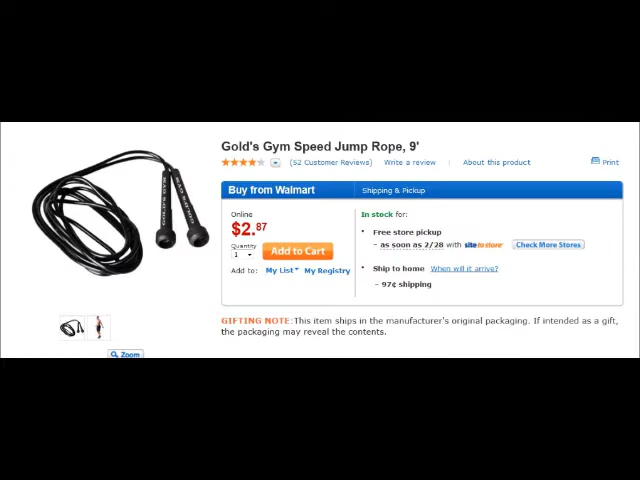 Gold's Gym Speed Jump Rope, 9'
(52 Customer Reviews) Write a review | About this product Print
Buy from Walmart Shipping & Pickup
Online
$2.87
Quantity
1 Add to Cart
Add to: My List My Registry
In stock for:
• Free store pickup
– as soon as 2/28 with site to store Check More Stores
• Ship to home When will it arrive?
– 97¢ shipping
GOLD'S GYM
GOLD'S GYM
GIFTING NOTE: This item ships in the manufacturer's original packaging. If intended as a gift,
the packaging may reveal the contents.
Zoom